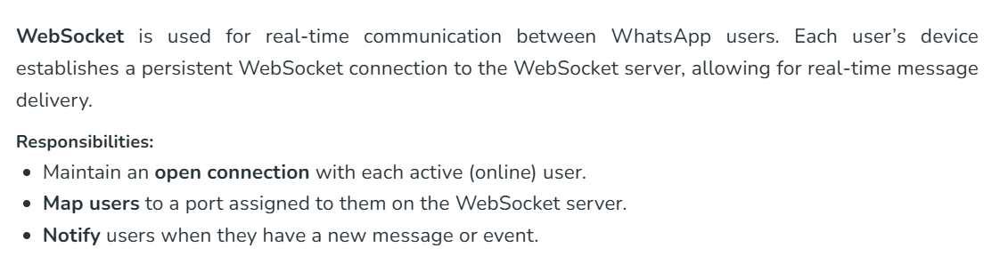 WebSocket is used for real-time communication between WhatsApp users. Each user’s device
establishes a persistent WebSocket connection to the WebSocket server, allowing for real-time message
delivery.
Responsibilities:
• Maintain an open connection with each active (online) user.
• Map users to a port assigned to them on the WebSocket server.
• Notify users when they have a new message or event.